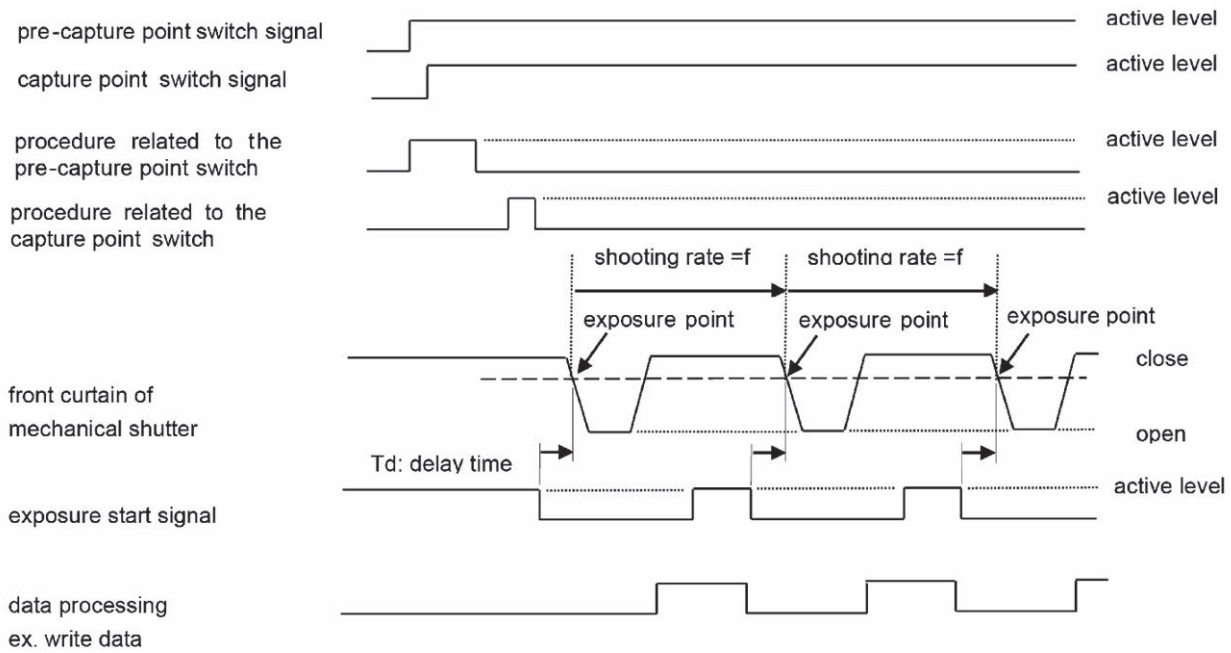 pre-capture point switch signal
active level
capture point switch signal
active level
procedure related to the
pre-capture point switch
active level
procedure related to the
capture point switch
active level
shooting rate =f
shooting rate =f
exposure point
exposure point
exposure point
close
front curtain of
mechanical shutter
open
Td: delay time
active level
exposure start signal
data processing
ex. write data